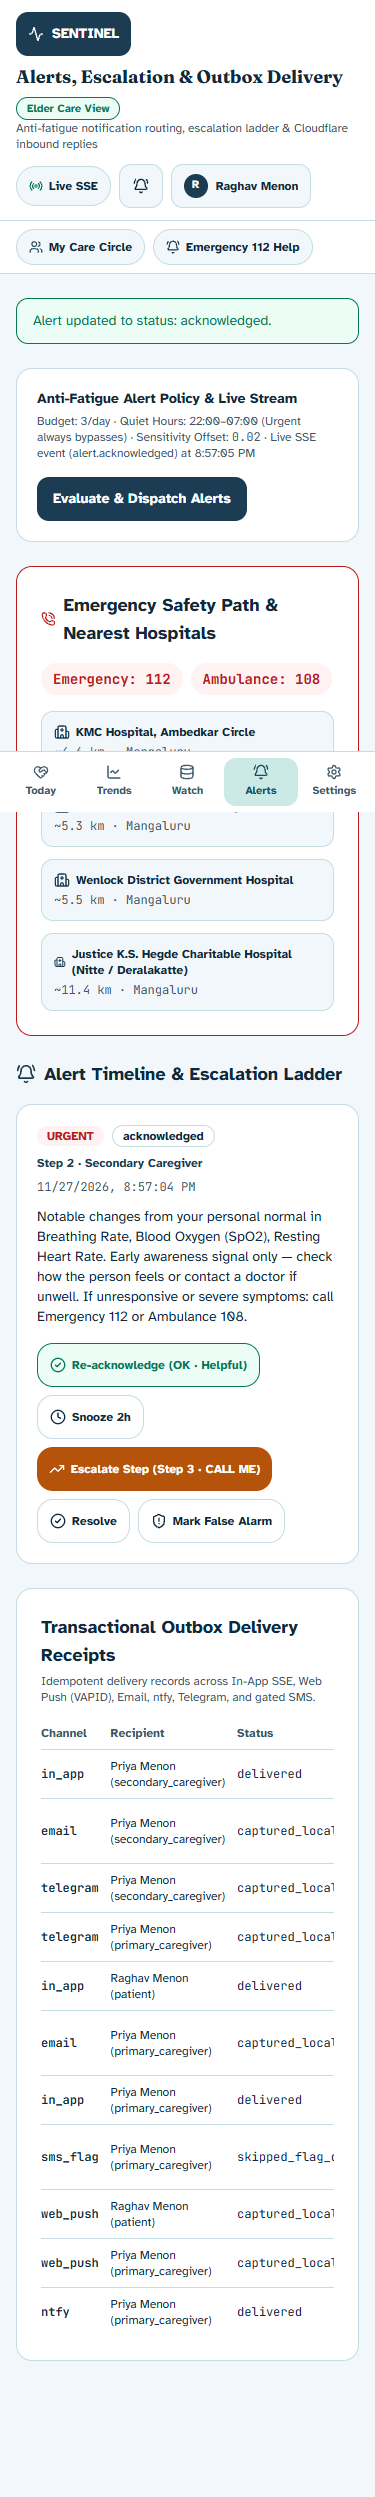 SENTINEL
Alerts, Escalation & Outbox Delivery
Elder Care View
Anti-fatigue notification routing, escalation ladder & Cloudflare
inbound replies
Live SSE
R
Raghav Menon
My Care Circle
Emergency 112 Help
Alert updated to status: acknowledged.
Anti-Fatigue Alert Policy & Live Stream
Budget: 3/day · Quiet Hours: 22:00–07:00 (Urgent
always bypasses) · Sensitivity Offset: 0.02 · Live SSE
event (alert.acknowledged) at 8:57:05 PM
Evaluate & Dispatch Alerts
Emergency Safety Path &
Nearest Hospitals
Emergency: 112
Ambulance: 108
KMC Hospital, Ambedkar Circle
Today
Trends
Watch
Alerts
Settings
~5.3 km · Mangaluru
Wenlock District Government Hospital
~5.5 km · Mangaluru
Justice K.S. Hegde Charitable Hospital
(Nitte / Deralakatte)
~11.4 km · Mangaluru
Alert Timeline & Escalation Ladder
URGENT
acknowledged
Step 2 · Secondary Caregiver
11/27/2026, 8:57:04 PM
Notable changes from your personal normal in
Breathing Rate, Blood Oxygen (SpO2), Resting
Heart Rate. Early awareness signal only — check
how the person feels or contact a doctor if
unwell. If unresponsive or severe symptoms: call
Emergency 112 or Ambulance 108.
Re-acknowledge (OK · Helpful)
Snooze 2h
Escalate Step (Step 3 · CALL ME)
Resolve
Mark False Alarm
Transactional Outbox Delivery
Receipts
Idempotent delivery records across In-App SSE, Web
Push (VAPID), Email, ntfy, Telegram, and gated SMS.
Channel Recipient Status
in_app Priya Menon (secondary_caregiver) delivered
email Priya Menon (secondary_caregiver) captured_local
telegram Priya Menon (secondary_caregiver) captured_local
telegram Priya Menon (primary_caregiver) captured_local
in_app Raghav Menon (patient) delivered
email Priya Menon (primary_caregiver) captured_local
in_app Priya Menon (primary_caregiver) delivered
sms_flag Priya Menon (primary_caregiver) skipped_flag_
web_push Raghav Menon (patient) captured_local
web_push Priya Menon (primary_caregiver) captured_local
ntfy Priya Menon (primary_caregiver) delivered